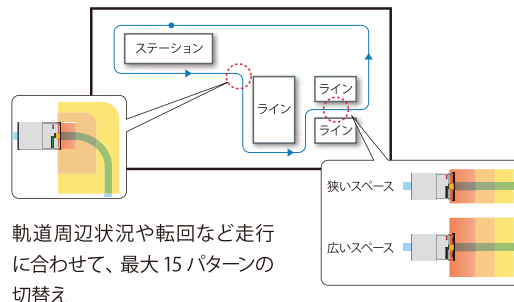 ステーション
ライン
ライン
ライン
狭いスペース
広いスペース
軌道周辺状況や転回など走行
に合わせて、最大 15 パターンの
切替え